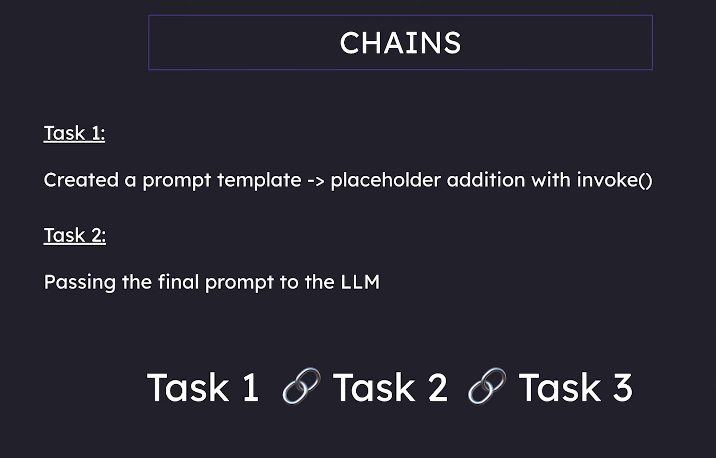 CHAINS
Task 1:
Created a prompt template -> placeholder addition with invoke()
Task 2:
Passing the final prompt to the LLM
Task 1 🔗 Task 2 🔗 Task 3